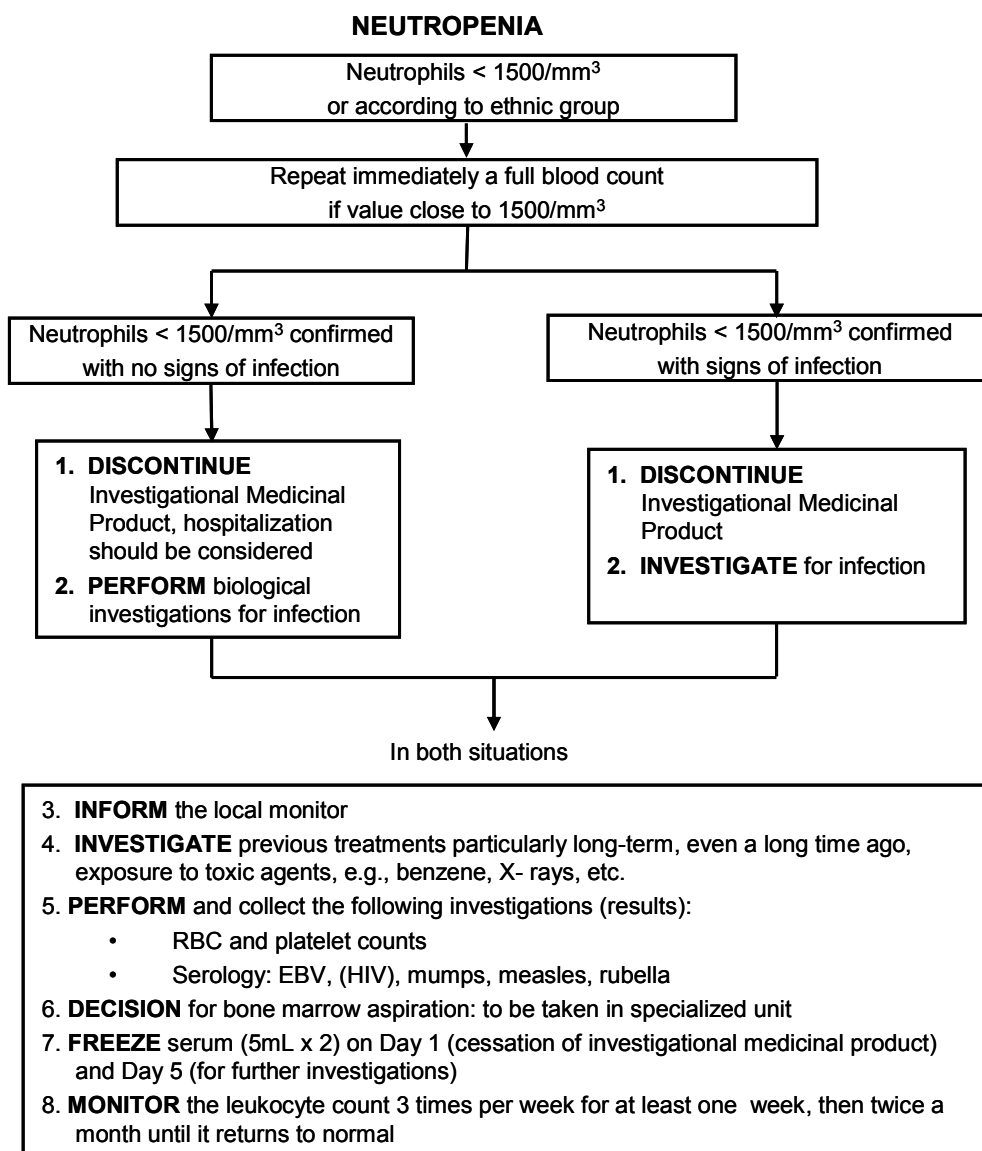 NEUTROPENIA
Neutrophils < 1500/mm³
or according to ethnic group
Repeat immediately a full blood count
if value close to 1500/mm³
Neutrophils < 1500/mm³ confirmed
with no signs of infection
Neutrophils < 1500/mm³ confirmed
with signs of infection
1. DISCONTINUE
Investigational Medicinal
Product, hospitalization
should be considered
2. PERFORM biological
investigations for infection
1. DISCONTINUE
Investigational Medicinal
Product
2. INVESTIGATE for infection
In both situations
3. INFORM the local monitor
4. INVESTIGATE previous treatments particularly long-term, even a long time ago,
exposure to toxic agents, e.g., benzene, X- rays, etc.
5. PERFORM and collect the following investigations (results):
• RBC and platelet counts
• Serology: EBV, (HIV), mumps, measles, rubella
6. DECISION for bone marrow aspiration: to be taken in specialized unit
7. FREEZE serum (5mL x 2) on Day 1 (cessation of investigational medicinal product)
and Day 5 (for further investigations)
8. MONITOR the leukocyte count 3 times per week for at least one week, then twice a
month until it returns to normal